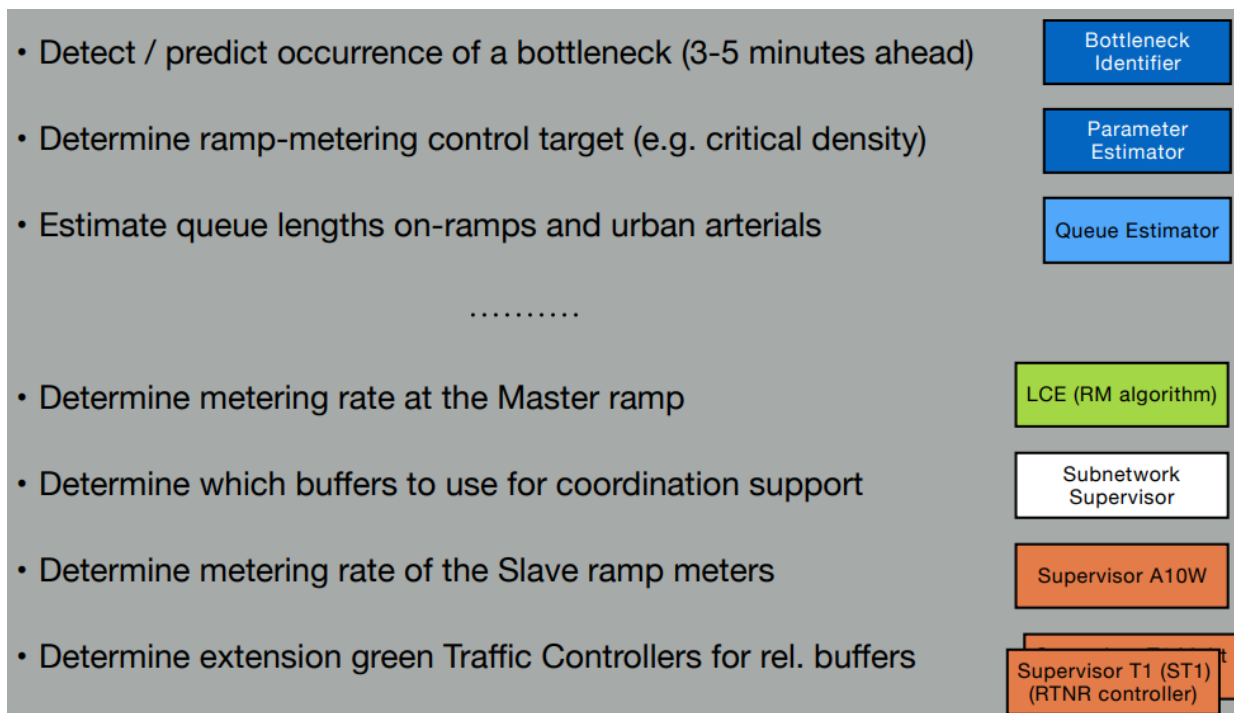 • Detect / predict occurrence of a bottleneck (3-5 minutes ahead)
Bottleneck
Identifier
• Determine ramp-metering control target (e.g. critical density)
Parameter
Estimator
• Estimate queue lengths on-ramps and urban arterials
Queue Estimator
..........
• Determine metering rate at the Master ramp
LCE (RM algorithm)
• Determine which buffers to use for coordination support
Subnetwork
Supervisor
• Determine metering rate of the Slave ramp meters
Supervisor A10W
• Determine extension green Traffic Controllers for rel. buffers
Supervisor T1 (ST1)
(RTNR controller)